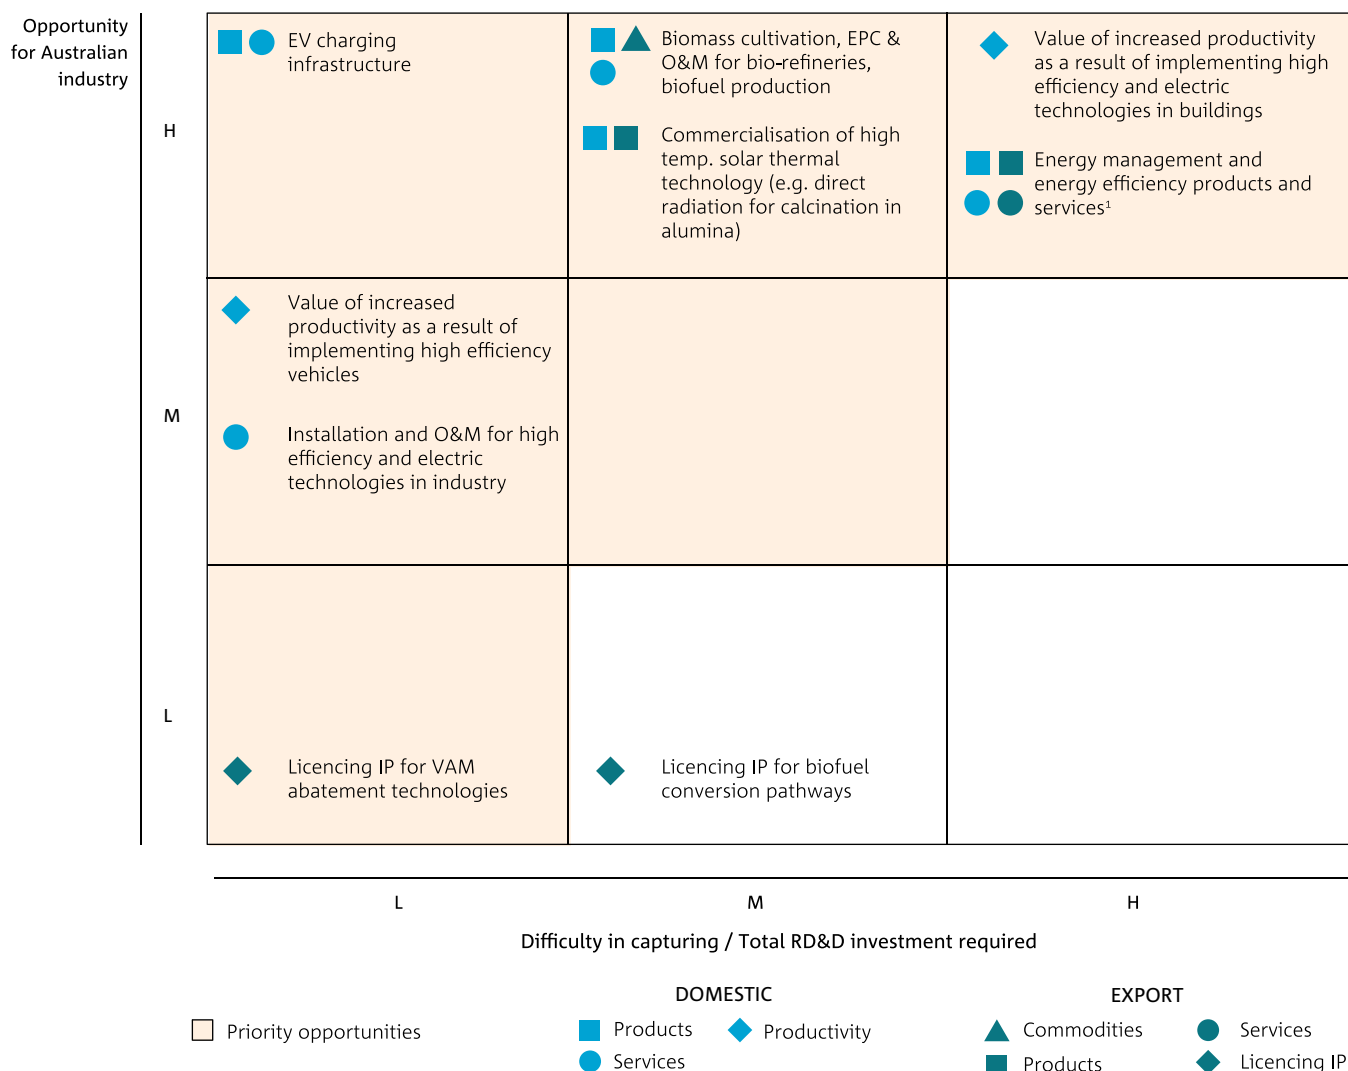 Opportunity
for Australian
industry
H
EV charging
infrastructure
Biomass cultivation, EPC &
O&M for bio-refineries,
biofuel production
Commercialisation of high
temp. solar thermal
technology (e.g. direct
radiation for calcination in
alumina)
Value of increased productivity
as a result of implementing high
efficiency and electric
technologies in buildings
Energy management and
energy efficiency products and
services¹
M
Value of increased
productivity as a result of
implementing high efficiency
vehicles
Installation and O&M for high
efficiency and electric
technologies in industry
L
Licencing IP for VAM
abatement technologies
Licencing IP for biofuel
conversion pathways
L
M
H
Difficulty in capturing / Total RD&D investment required
Priority opportunities
DOMESTIC
Products
Productivity
Services
EXPORT
Commodities
Services
Products
Licencing IP